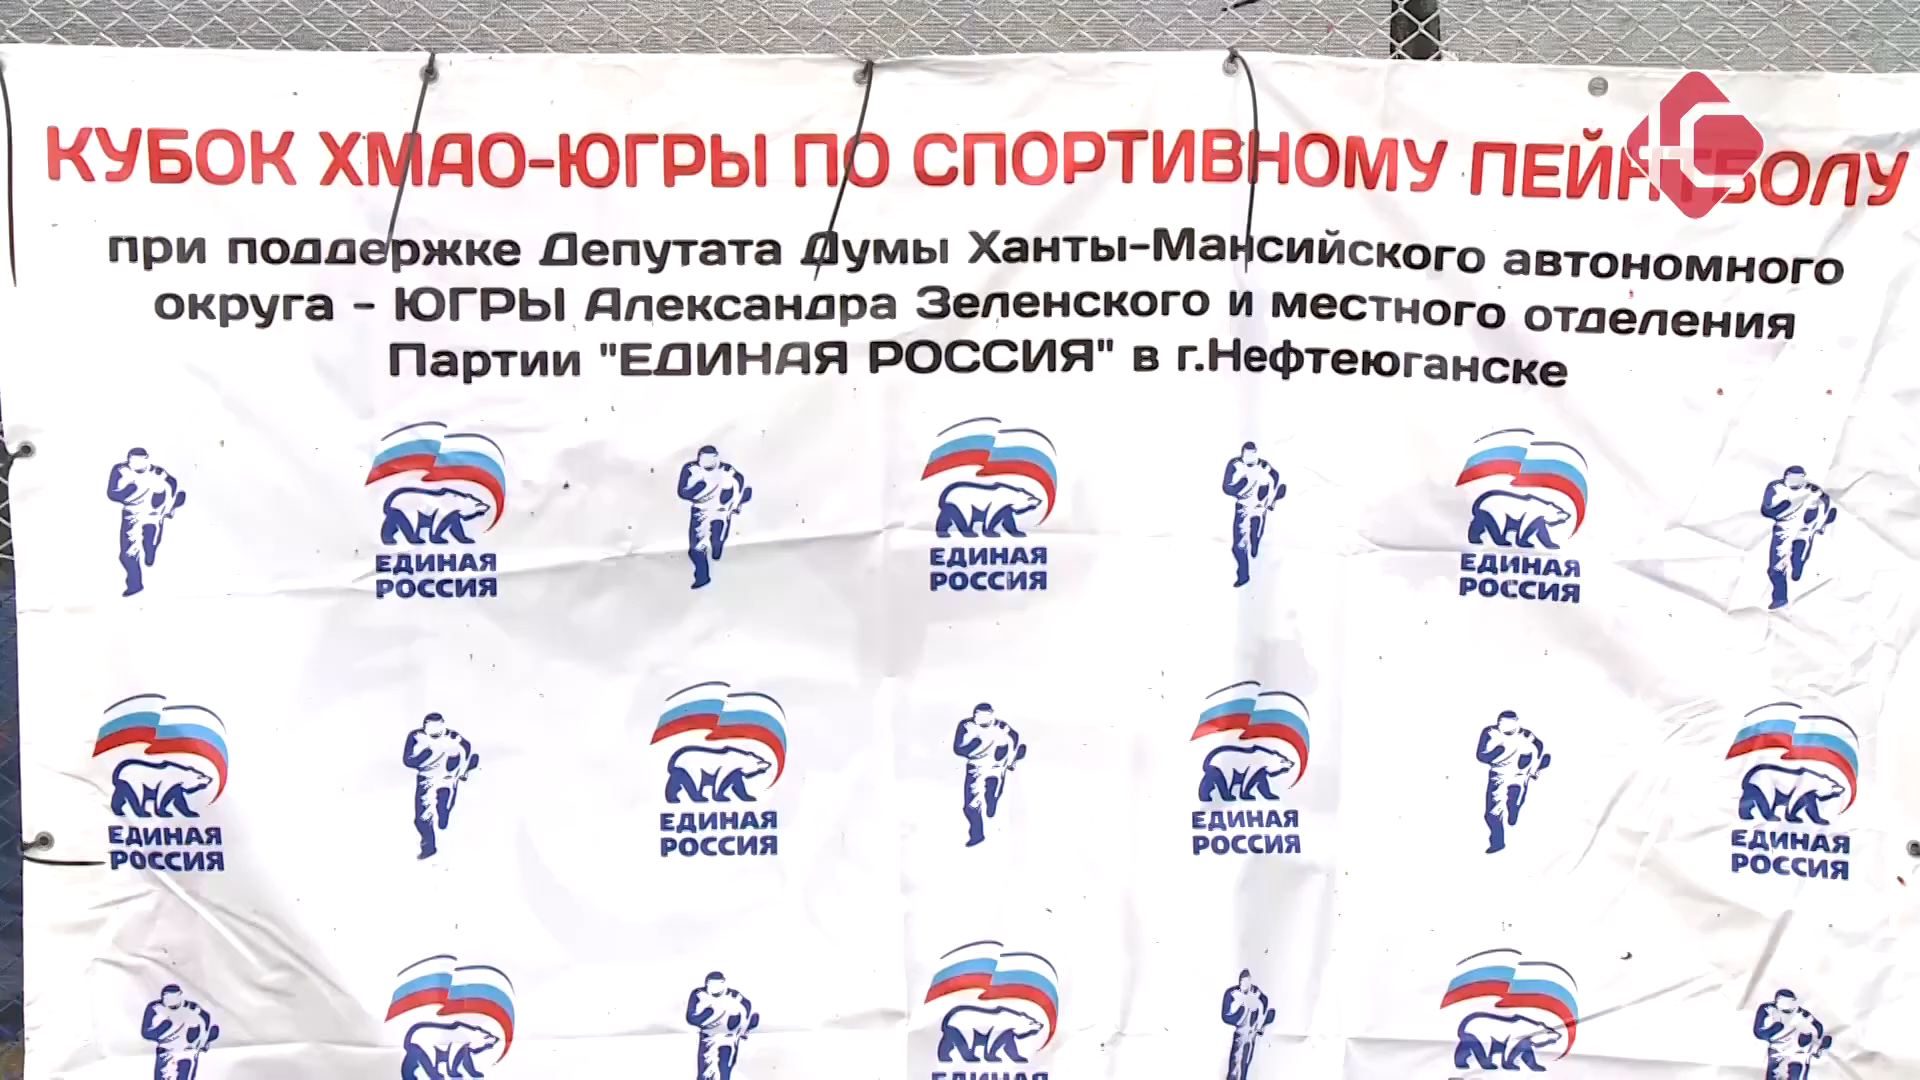 КУБОК ХМАО-ЮГРЫ ПО СПОРТИВНОМУ ПЕЙНТБОЛУ
при поддержке Депутата Думы Ханты-Мансийского автономного
округа - ЮГРЫ Александра Зеленского и местного отделения
Партии "ЕДИНАЯ РОССИЯ" в г.Нефтеюганске
ЕДИНАЯ
РОССИЯ
ЕДИНАЯ
РОССИЯ
ЕДИНАЯ
РОССИЯ
ЕДИНАЯ
РОССИЯ
ЕДИНАЯ
РОССИЯ
ЕДИНАЯ
РОССИЯ
ЕДИНАЯ
РОССИЯ
ЕДИНАЯ